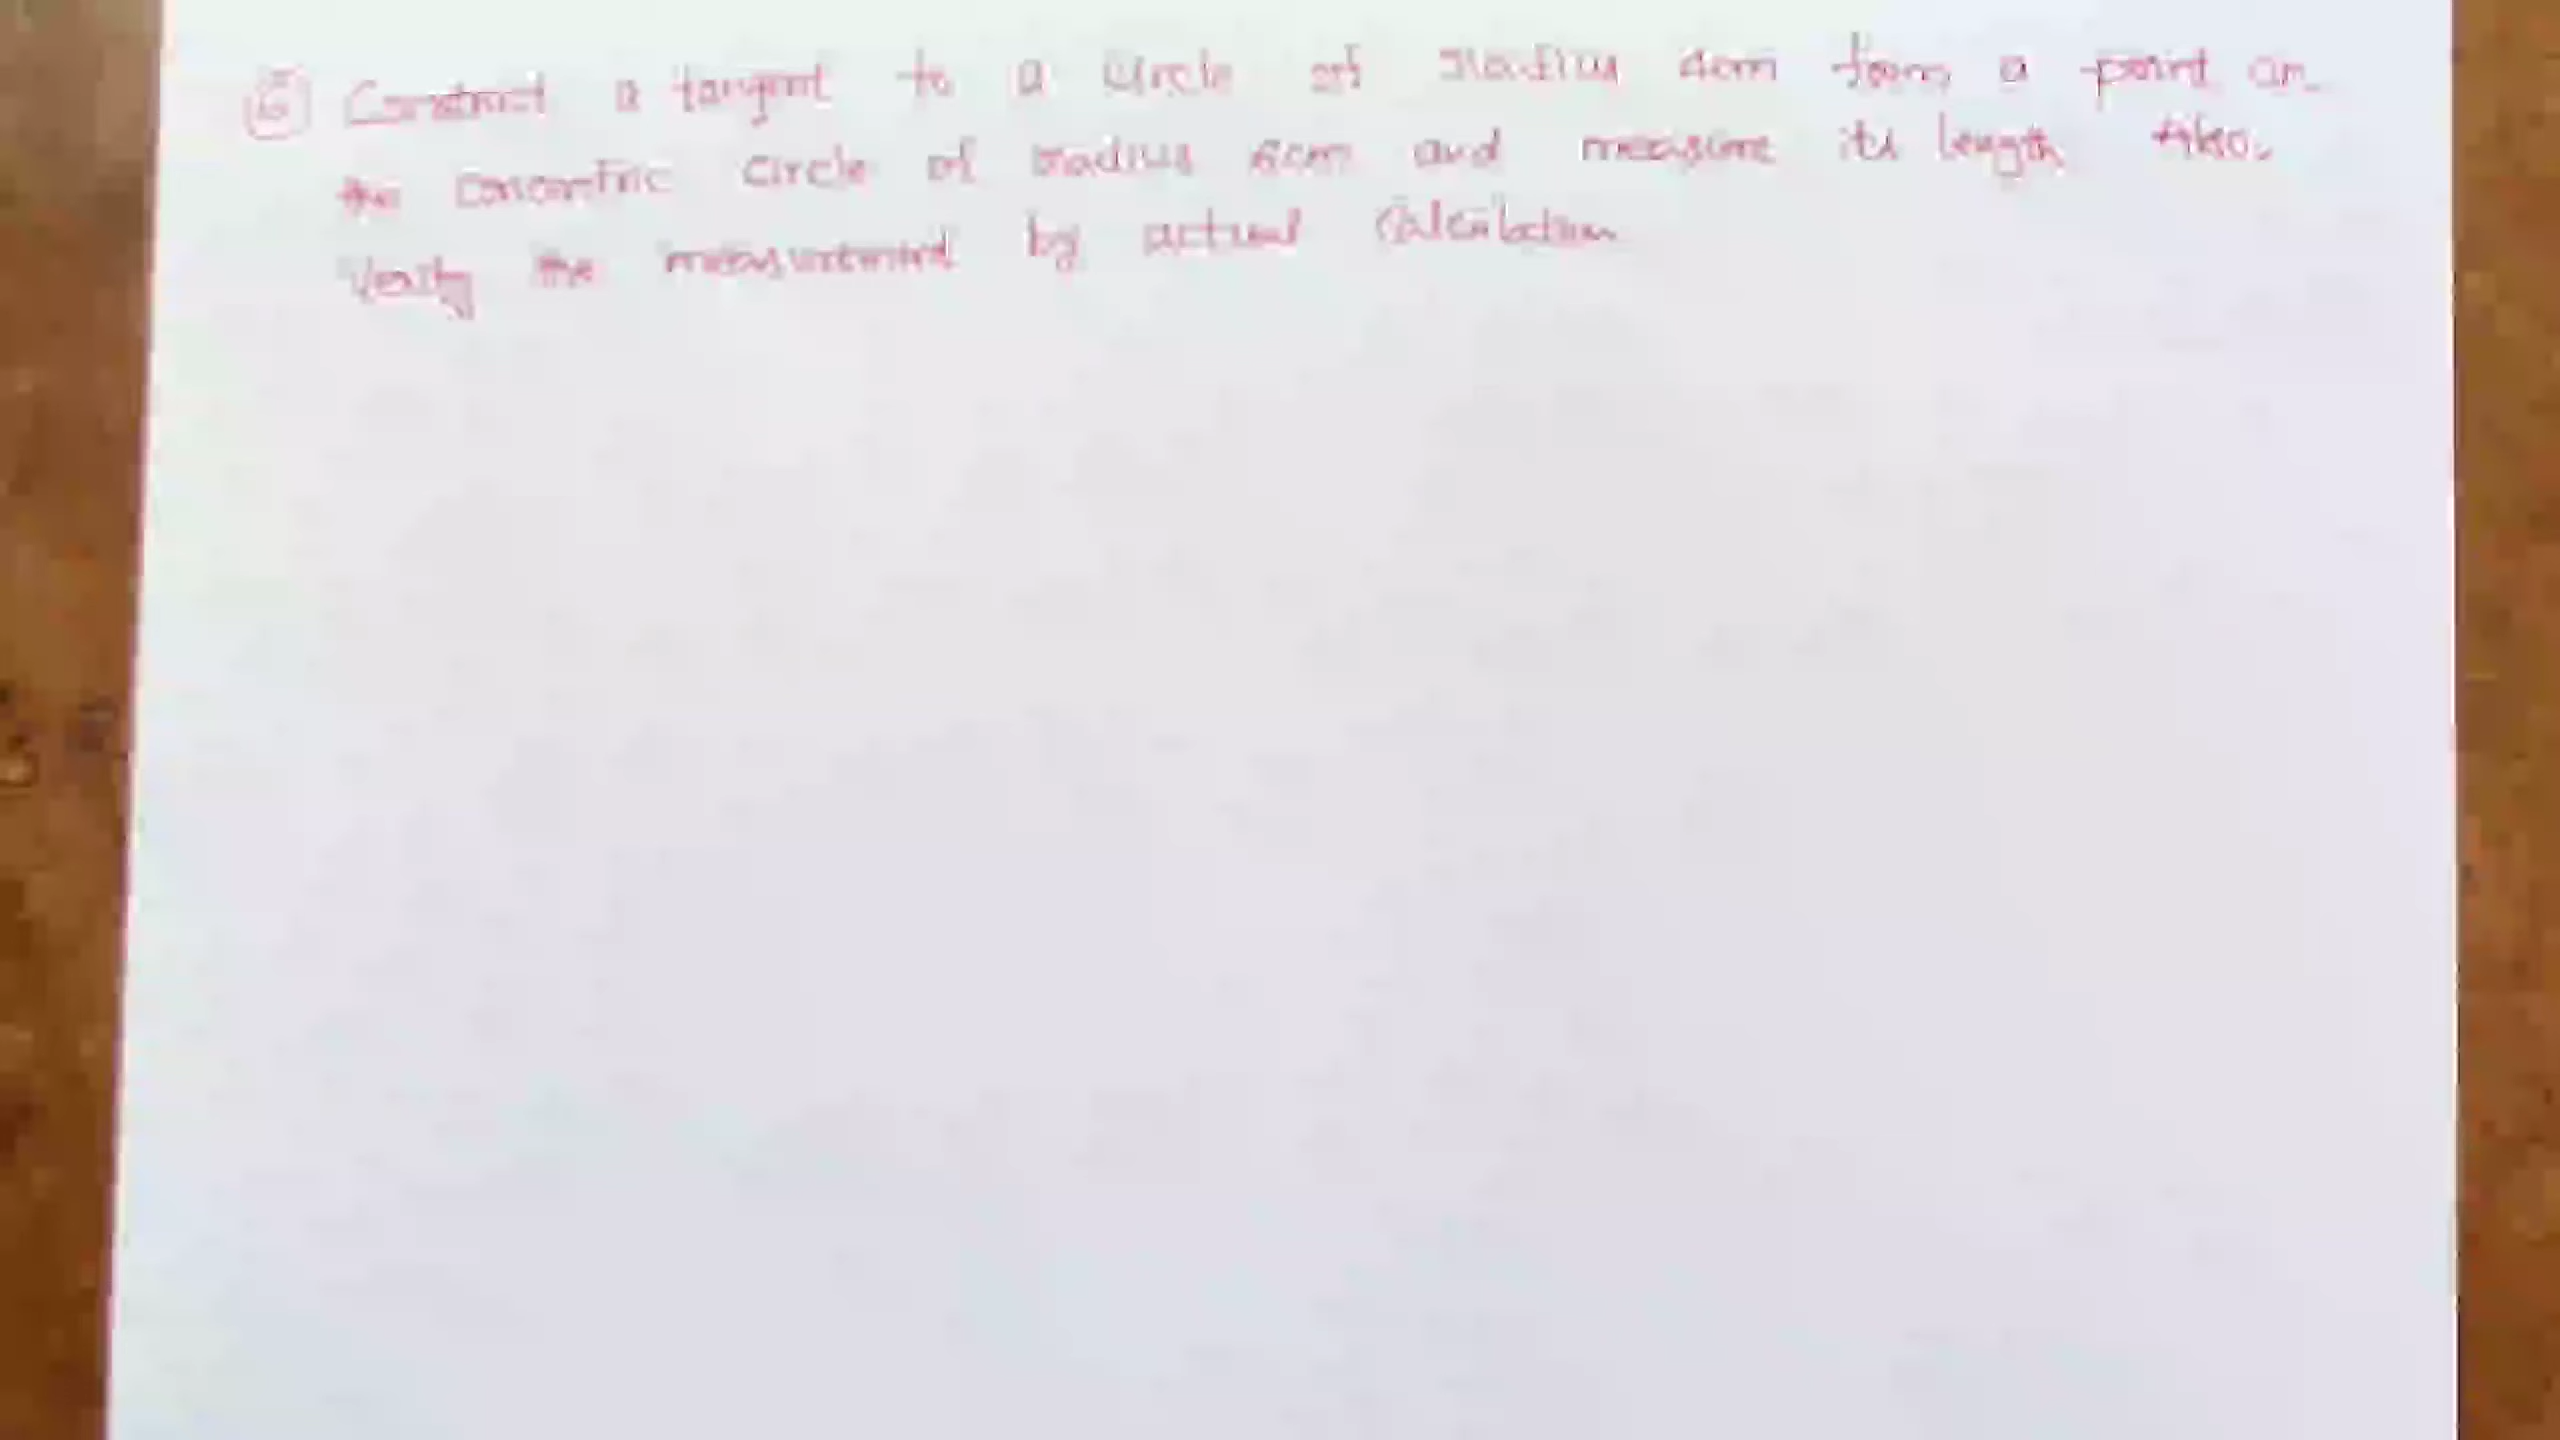 Construct a tangent to a circle of radius 4cm from a point on
the concentric circle of radius 6cm and measure its length Also.
Verify the measurement by actual Calculation